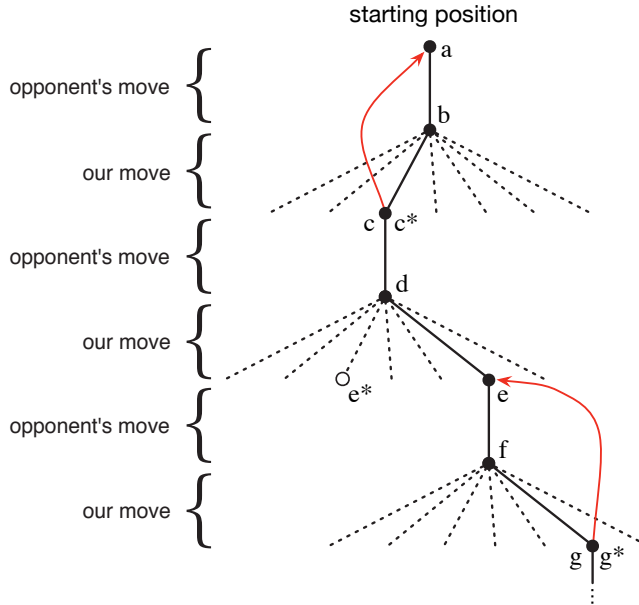 starting position
a
opponent's move
b
our move
c c*
opponent's move
d
our move
e*
e
opponent's move
f
our move
g g*